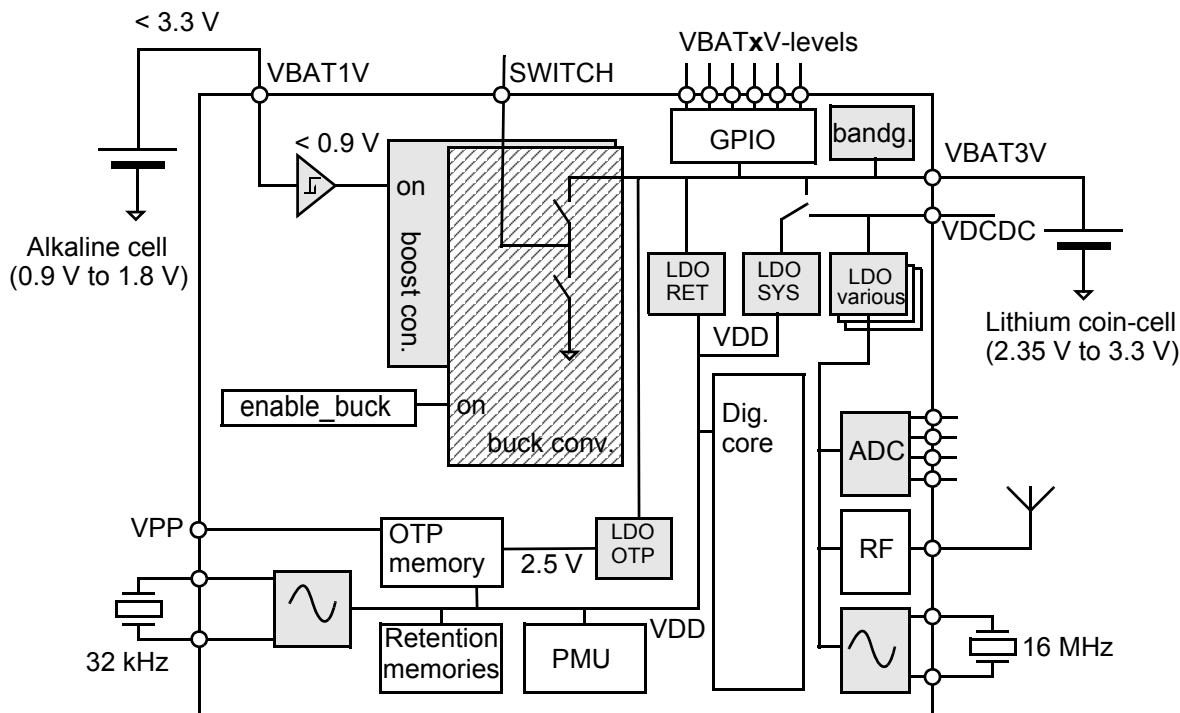 < 3.3 V
VBAT1V
SWITCH
VBATxV-levels
GPIO
bandg.
VBAT3V
< 0.9 V
on
boost con.
VDCDC
Alkaline cell
(0.9 V to 1.8 V)
LDO
RET
LDO
SYS
LDO
various
VDD
Lithium coin-cell
(2.35 V to 3.3 V)
enable_buck
on
buck conv.
Dig.
core
ADC
VPP
OTP
memory
2.5 V
LDO
OTP
RF
32 kHz
Retention
memories
PMU
VDD
16 MHz